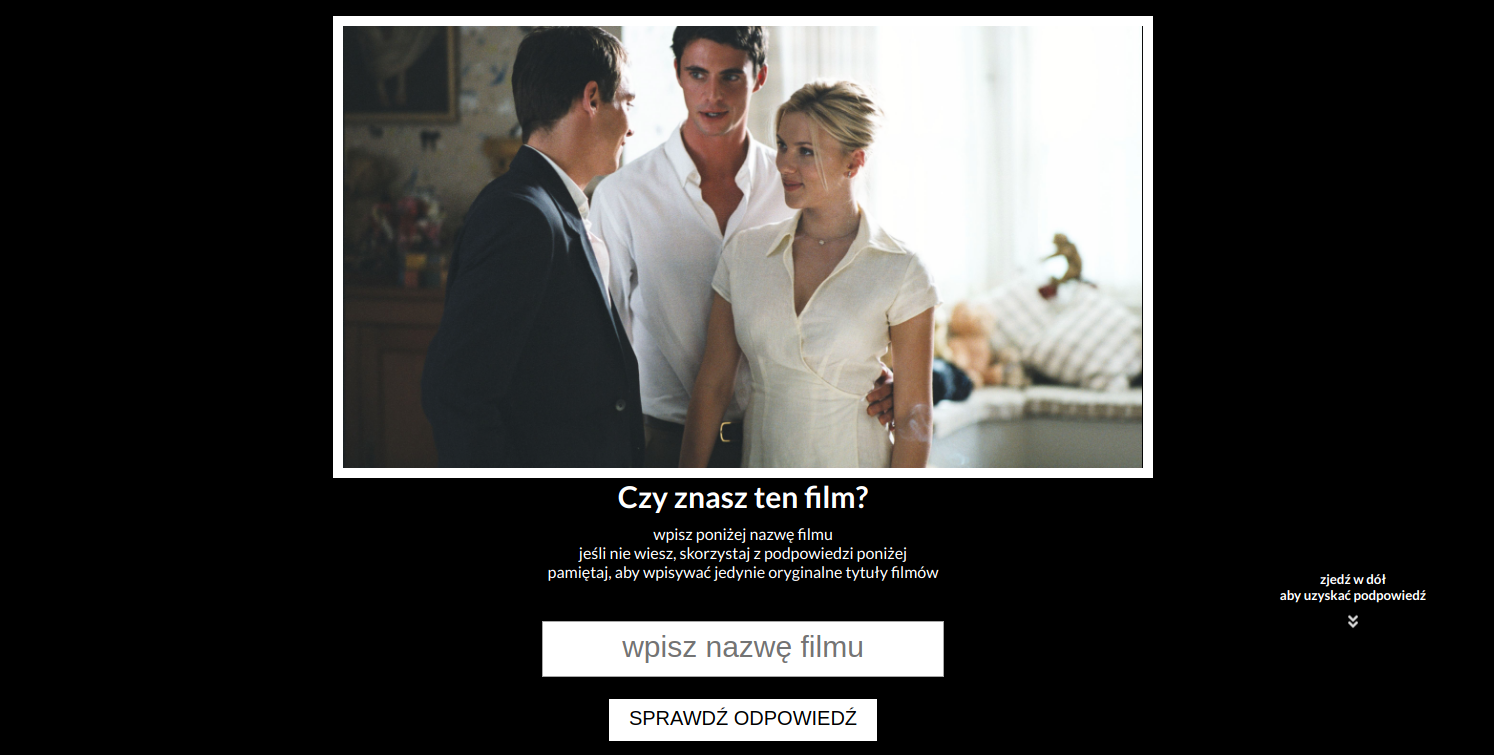 Czy znasz ten film?
wpisz poniżej nazwę filmu
jeśli nie wiesz, skorzystaj z podpowiedzi poniżej
pamiętaj, aby wpisywać jedynie oryginalne tytuły filmów
zjedź w dół
aby uzyskać podpowiedź
wpisz nazwę filmu
SPRAWDŹ ODPOWIEDŹ